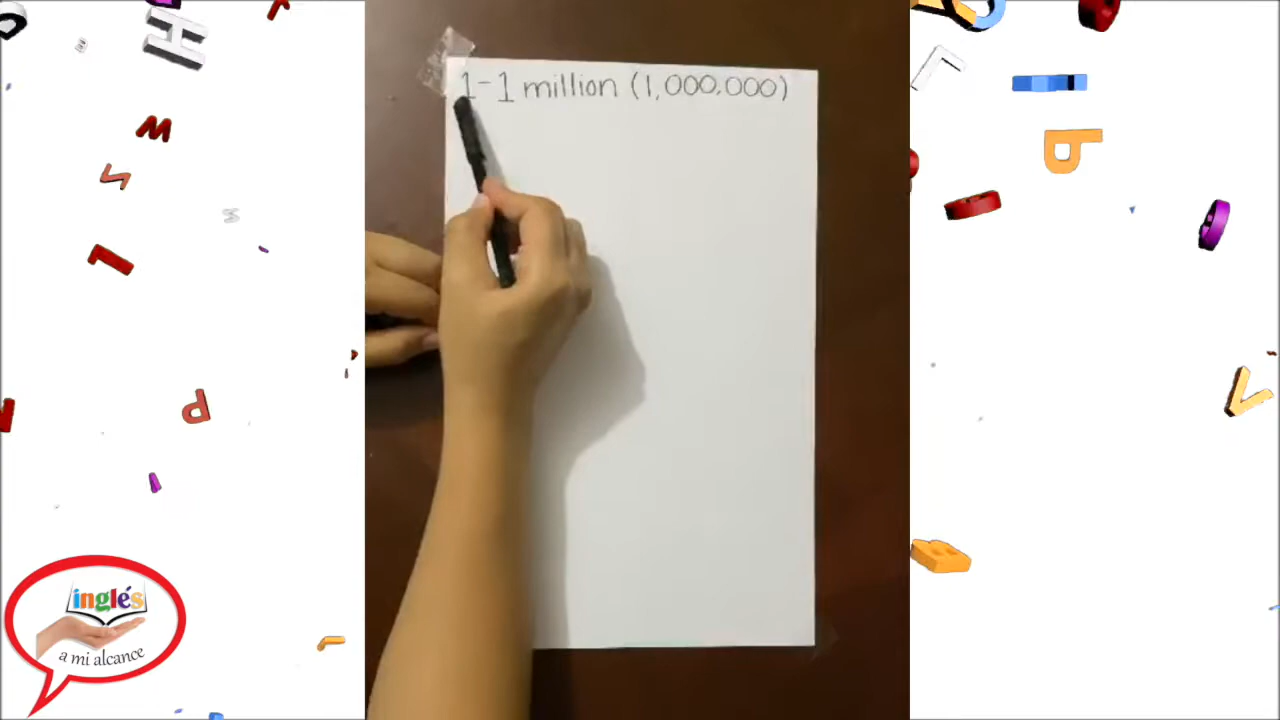 1-1 million (1,000,000)
inglés
a mi alcance